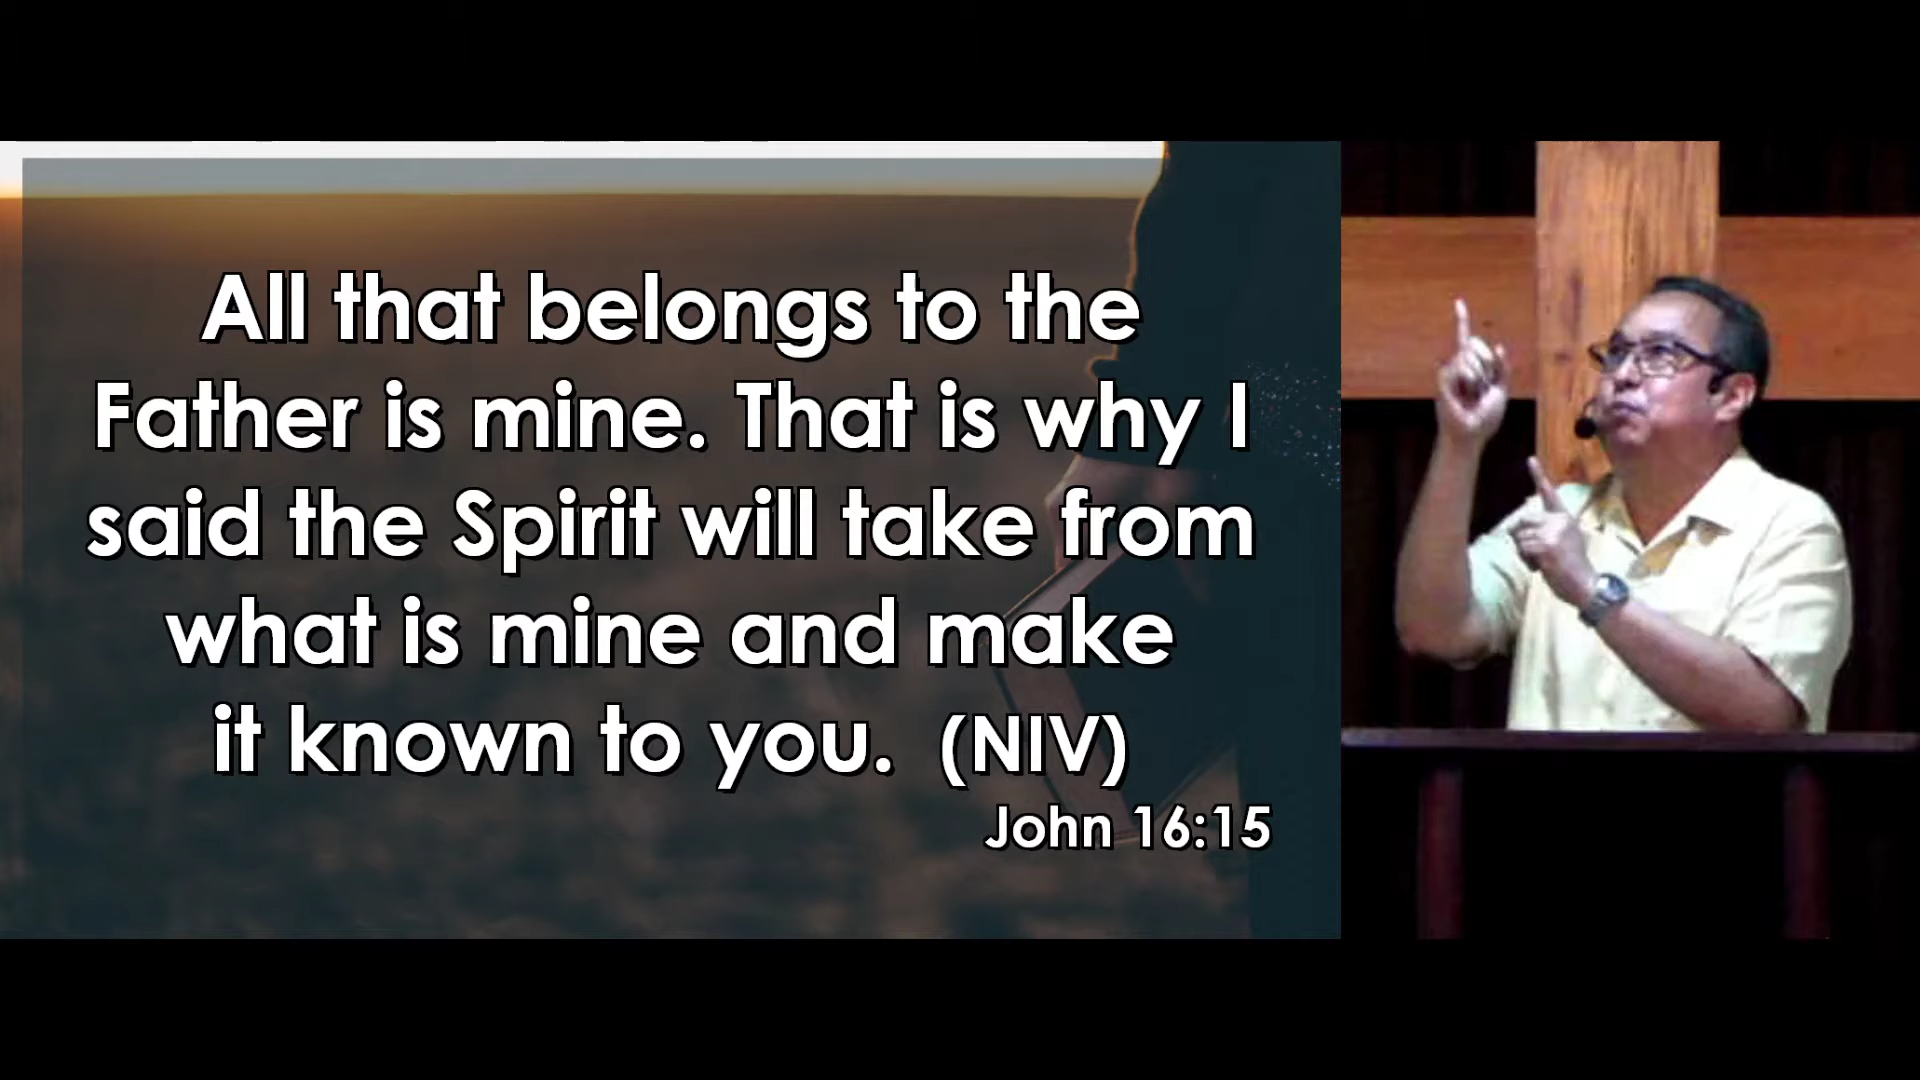 All that belongs to the
Father is mine. That is why I
said the Spirit will take from
what is mine and make
it known to you. (NIV)
John 16:15